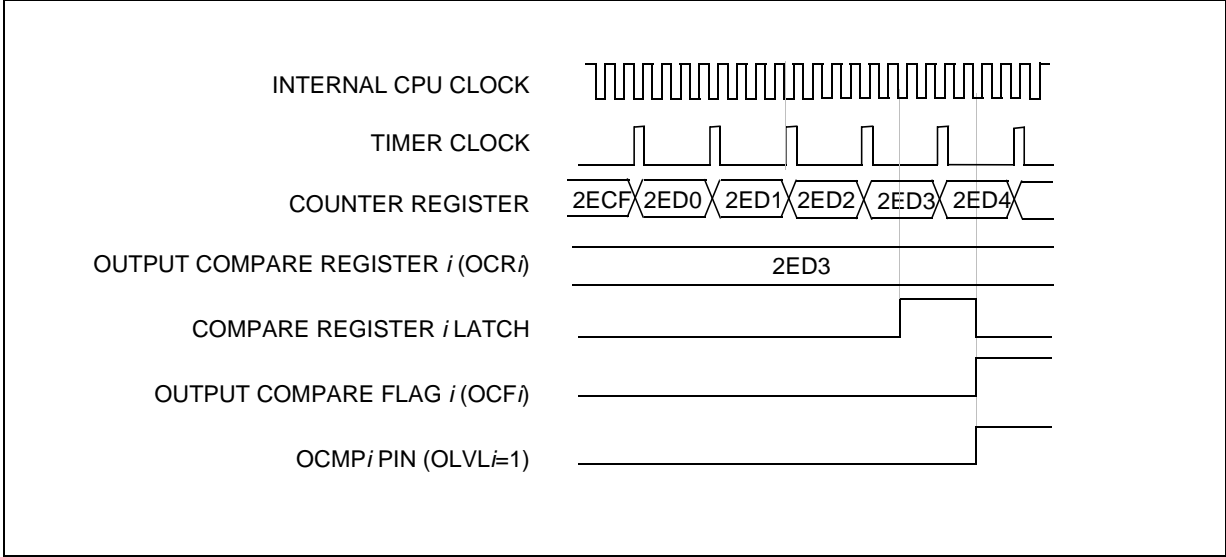 INTERNAL CPU CLOCK
TIMER CLOCK
COUNTER REGISTER 2ECF 2ED0 2ED1 2ED2 2ED3 2ED4
OUTPUT COMPARE REGISTER i (OCRi) 2ED3
COMPARE REGISTER i LATCH
OUTPUT COMPARE FLAG i (OCFi)
OCMPi PIN (OLVLi=1)